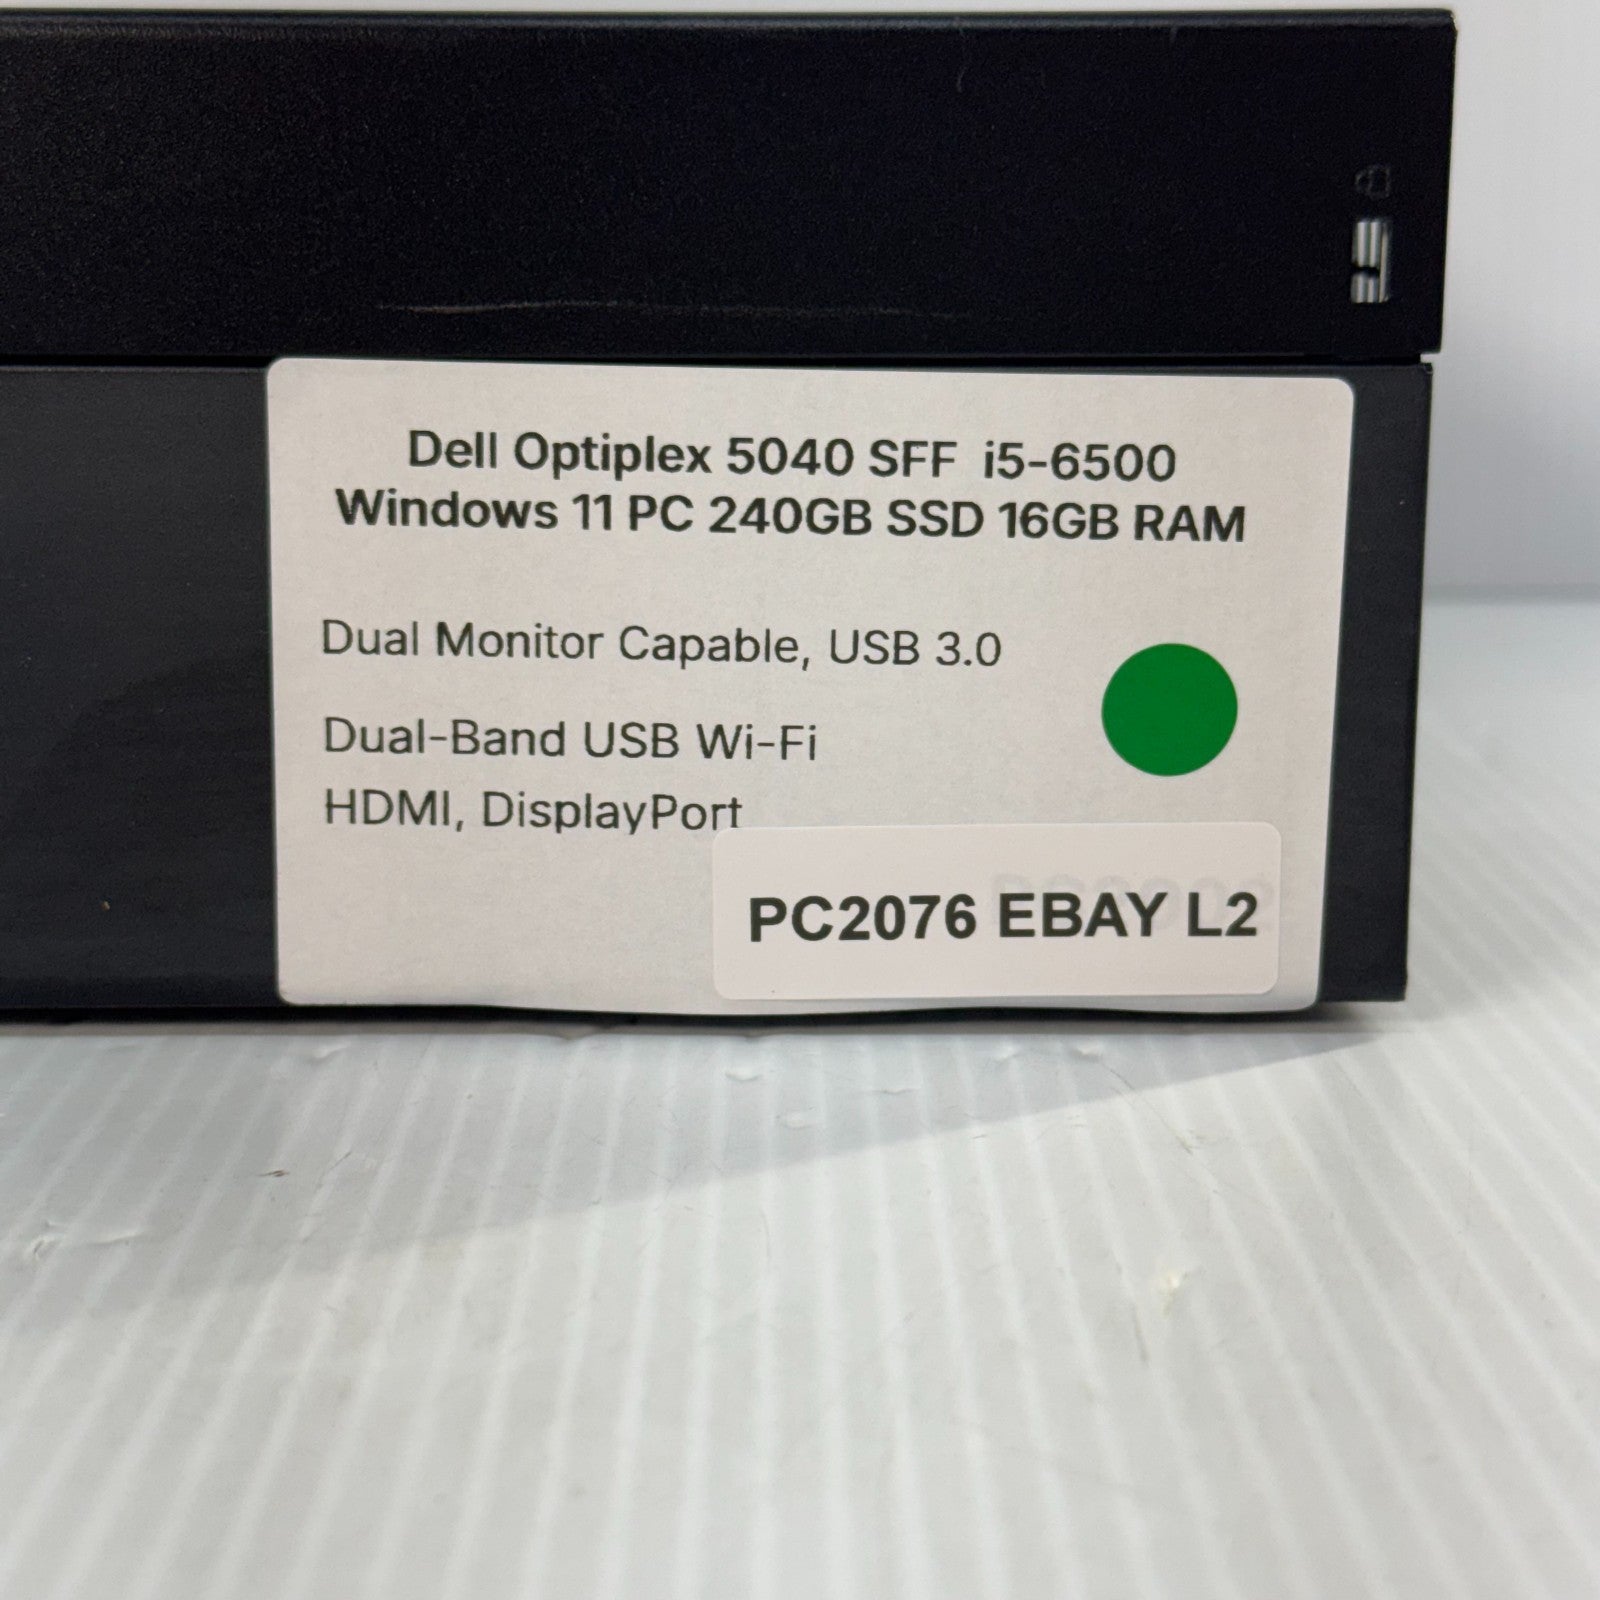 Dell Optiplex 5040 SFF i5-6500
Windows 11 PC 240GB SSD 16GB RAM
Dual Monitor Capable, USB 3.0
Dual-Band USB Wi-Fi
HDMI, DisplayPort
PC2076 EBAY L2